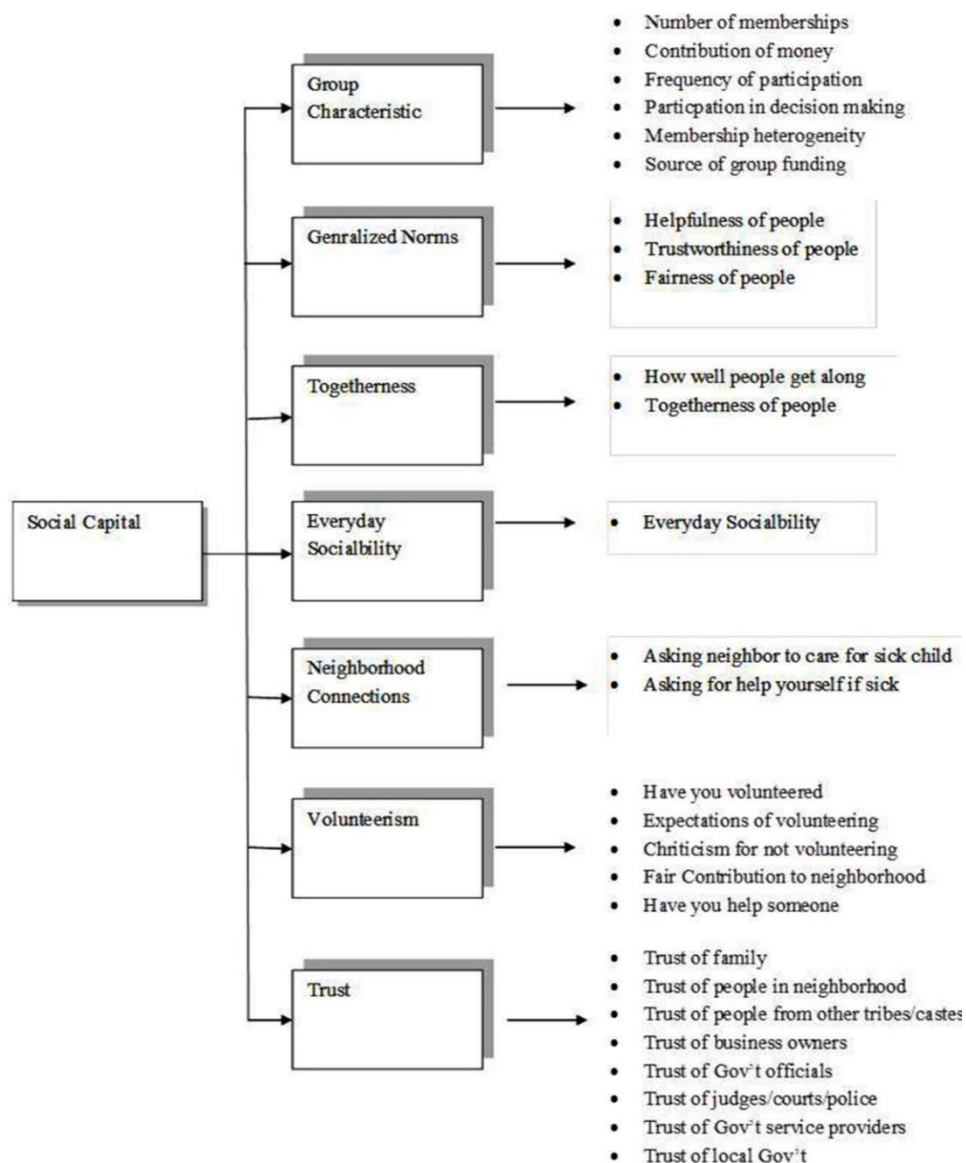 Number of memberships
Contribution of money
Frequency of participation
Particpation in decision making
Membership heterogeneity
Source of group funding
Group
Characteristic
Helpfulness of people
Trustworthiness of people
Fairness of people
Genralized Norms
How well people get along
Togetherness of people
Togetherness
Social Capital
Everyday
Socialbility
Everyday Socialbility
Neighborhood
Connections
Asking neighbor to care for sick child
Asking for help yourself if sick
Volunteerism
Have you volunteered
Expectations of volunteering
Chriticism for not volunteering
Fair Contribution to neighborhood
Have you help someone
Trust
Trust of family
Trust of people in neighborhood
Trust of people from other tribes/castes
Trust of business owners
Trust of Gov't officials
Trust of judges/courts/police
Trust of Gov't service providers
Trust of local Gov't